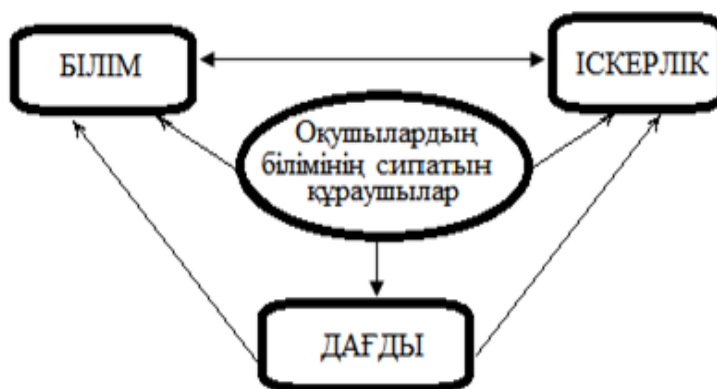 БІЛІМ
ІСКЕРЛІК
Оқушылардың
білімінің сипатын
құраушылар
ДАҒДЫ